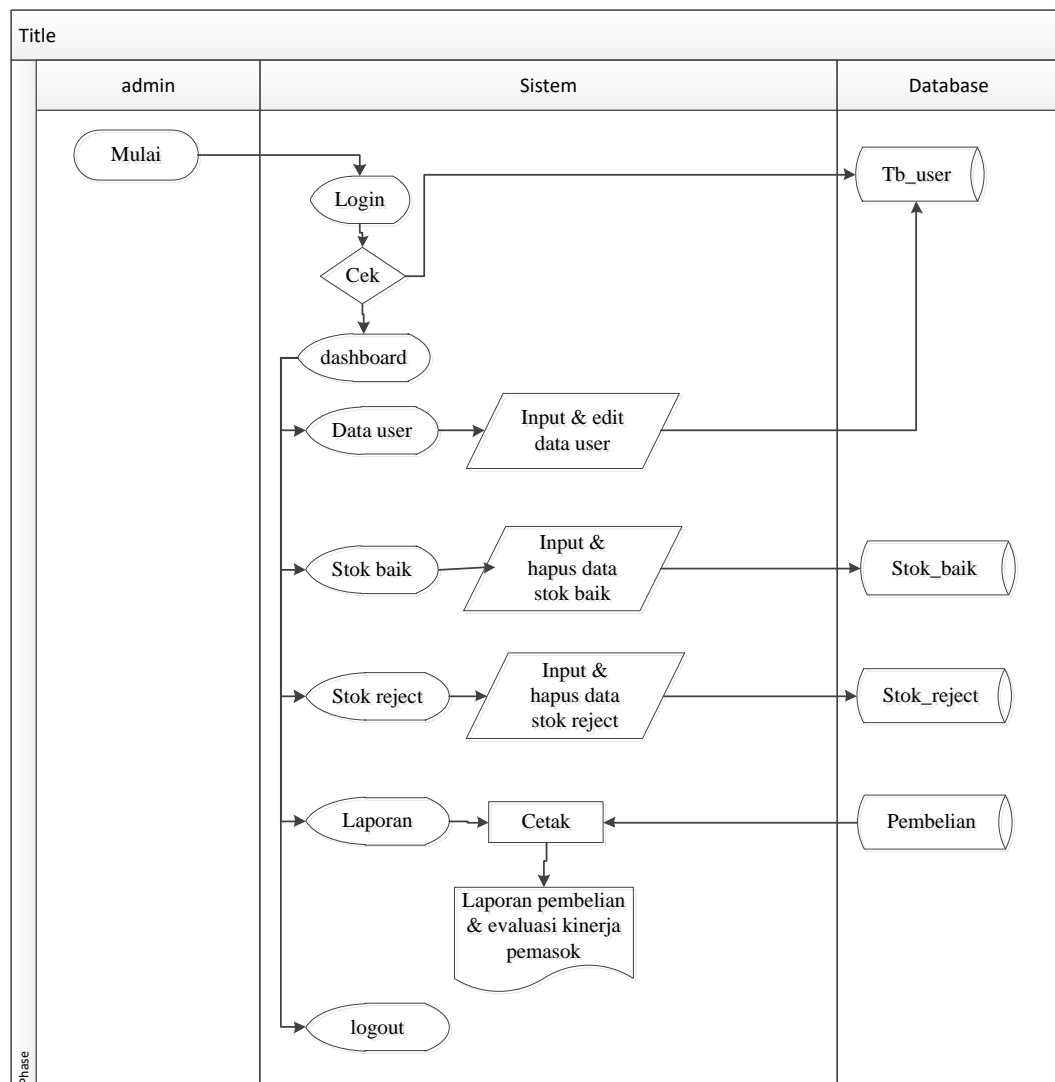 Title
admin
Sistem
Database
Mulai
Login
Tb_user
Cek
dashboard
Data user
Input & edit
data user
Stok baik
Input &
hapus data
stok baik
Stok_baik
Stok reject
Input &
hapus data
stok reject
Stok_reject
Laporan
Cetak
Pembelian
Laporan pembelian
& evaluasi kinerja
pemasok
logout
Phase